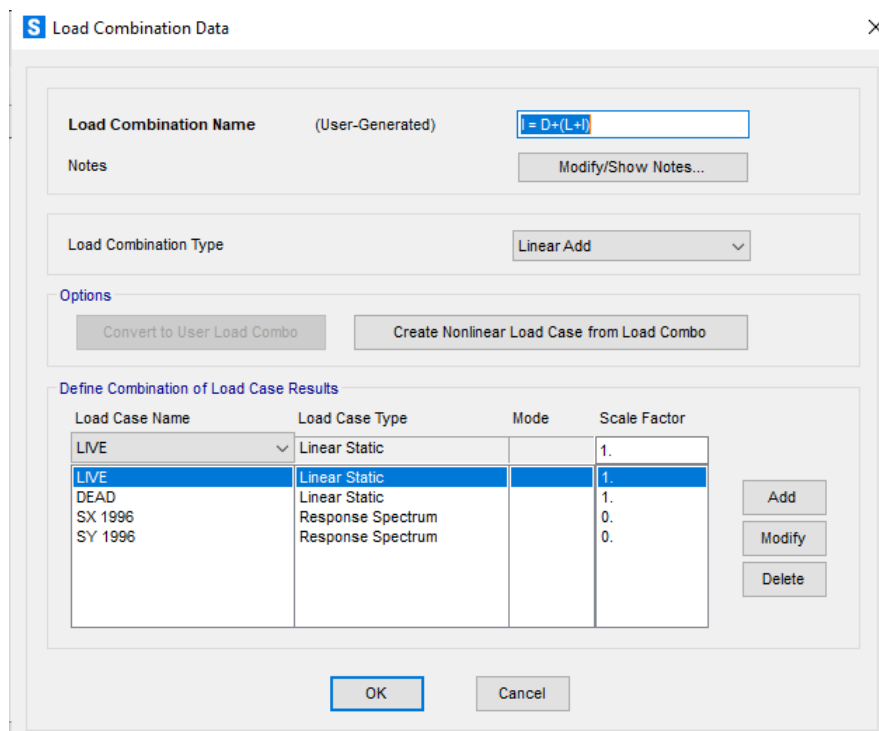 S Load Combination Data
Load Combination Name (User-Generated) I = D+(L+I)
Notes Modify/Show Notes...
Load Combination Type Linear Add
Options
Convert to User Load Combo Create Nonlinear Load Case from Load Combo
Define Combination of Load Case Results
Load Case Name Load Case Type Mode Scale Factor
LIVE Linear Static 1.
LIVE Linear Static 1.
DEAD Linear Static 1.
SX 1996 Response Spectrum 0.
SY 1996 Response Spectrum 0.
Add
Modify
Delete
OK Cancel